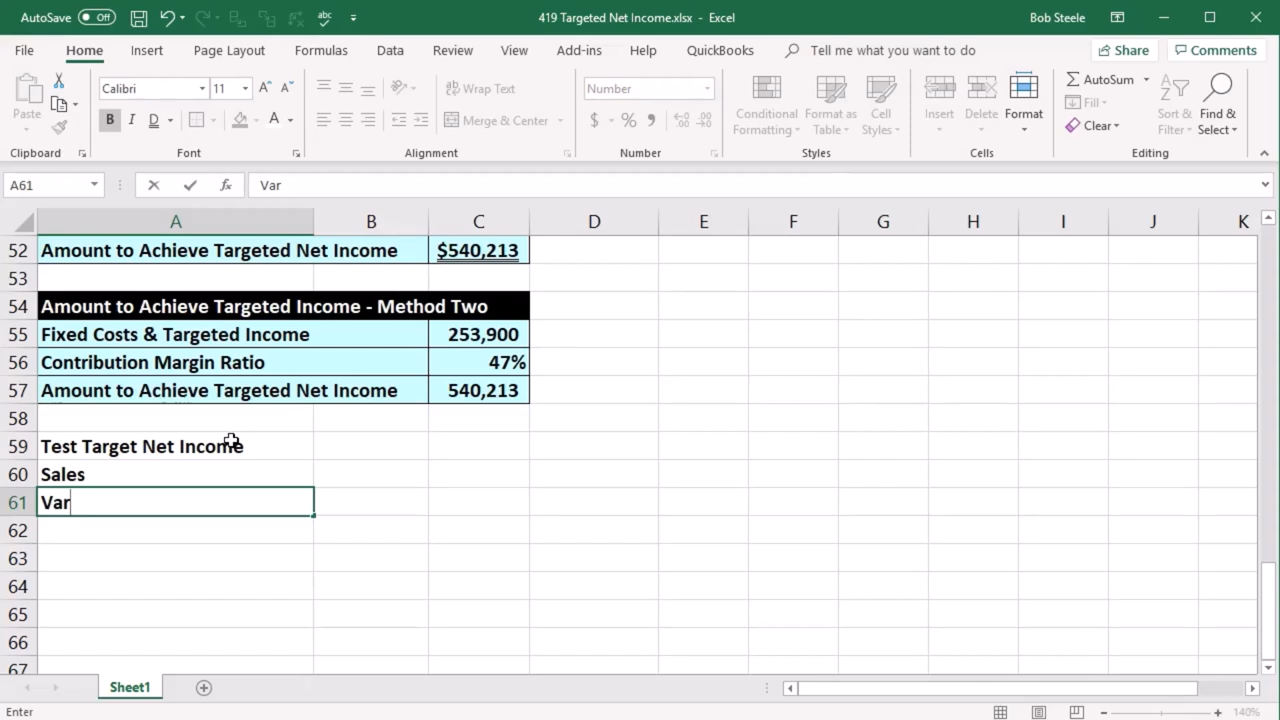 AutoSave Off abc 419 Targeted Net Income.xlsx - Excel Bob Steele
File Home Insert Page Layout Formulas Data Review View Add-ins Help QuickBooks Tell me what you want to do Share Comments
Paste Calibri 11 A A Wrap Text Number Conditional Formatting Format as Table Cell Styles Insert Delete Format AutoSum Fill Clear Sort & Filter Find & Select
B I D A Merge & Center $ %
Clipboard Font Alignment Number Styles Cells Editing
A61 fx Var
A B C D E F G H I J K
52 Amount to Achieve Targeted Net Income $540,213
53
54 Amount to Achieve Targeted Income - Method Two
55 Fixed Costs & Targeted Income 253,900
56 Contribution Margin Ratio 47%
57 Amount to Achieve Targeted Net Income 540,213
58
59 Test Target Net Income
60 Sales
61 Var
62
63
64
65
66
67
Sheet1
Enter 140%